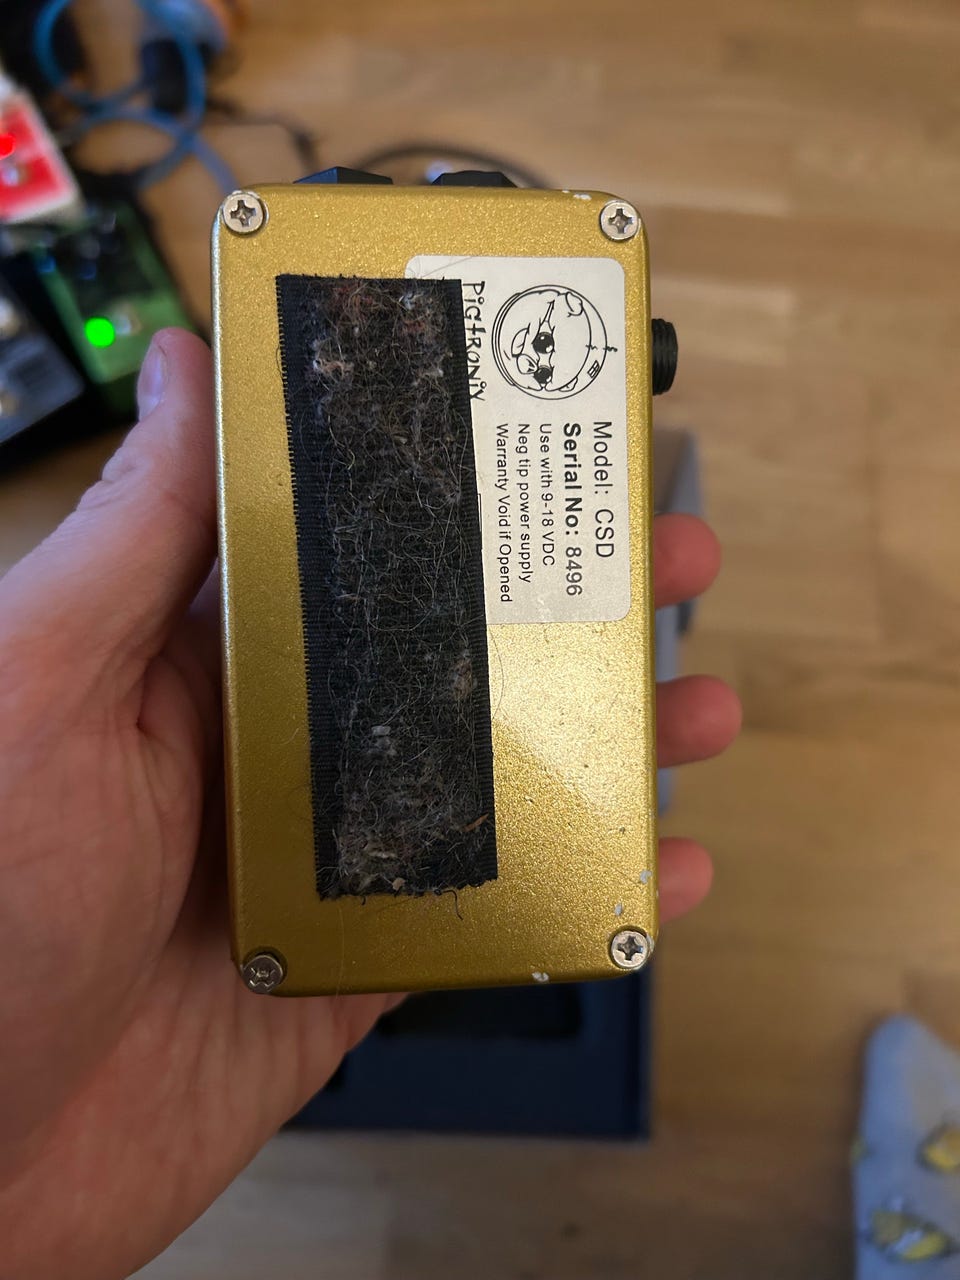 PIGTRONIX
Model: CSD
Serial No: 8496
Use with 9-18 VDC
Neg tip power supply
Warranty Void if Opened